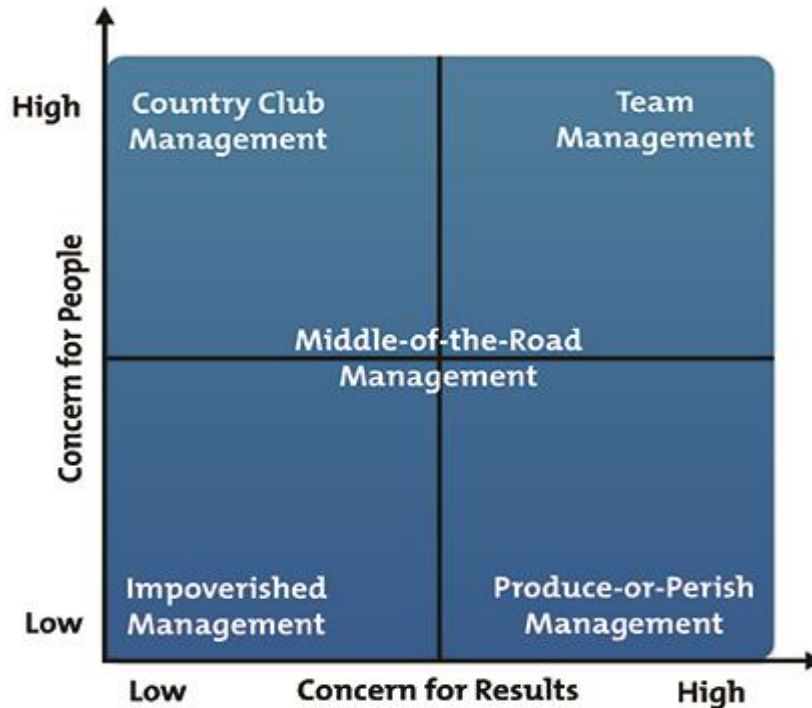 High
Country Club
Management
Team
Management
Concern for People
Middle-of-the-Road
Management
Impoverished
Management
Produce-or-Perish
Management
Low
Low
Concern for Results
High